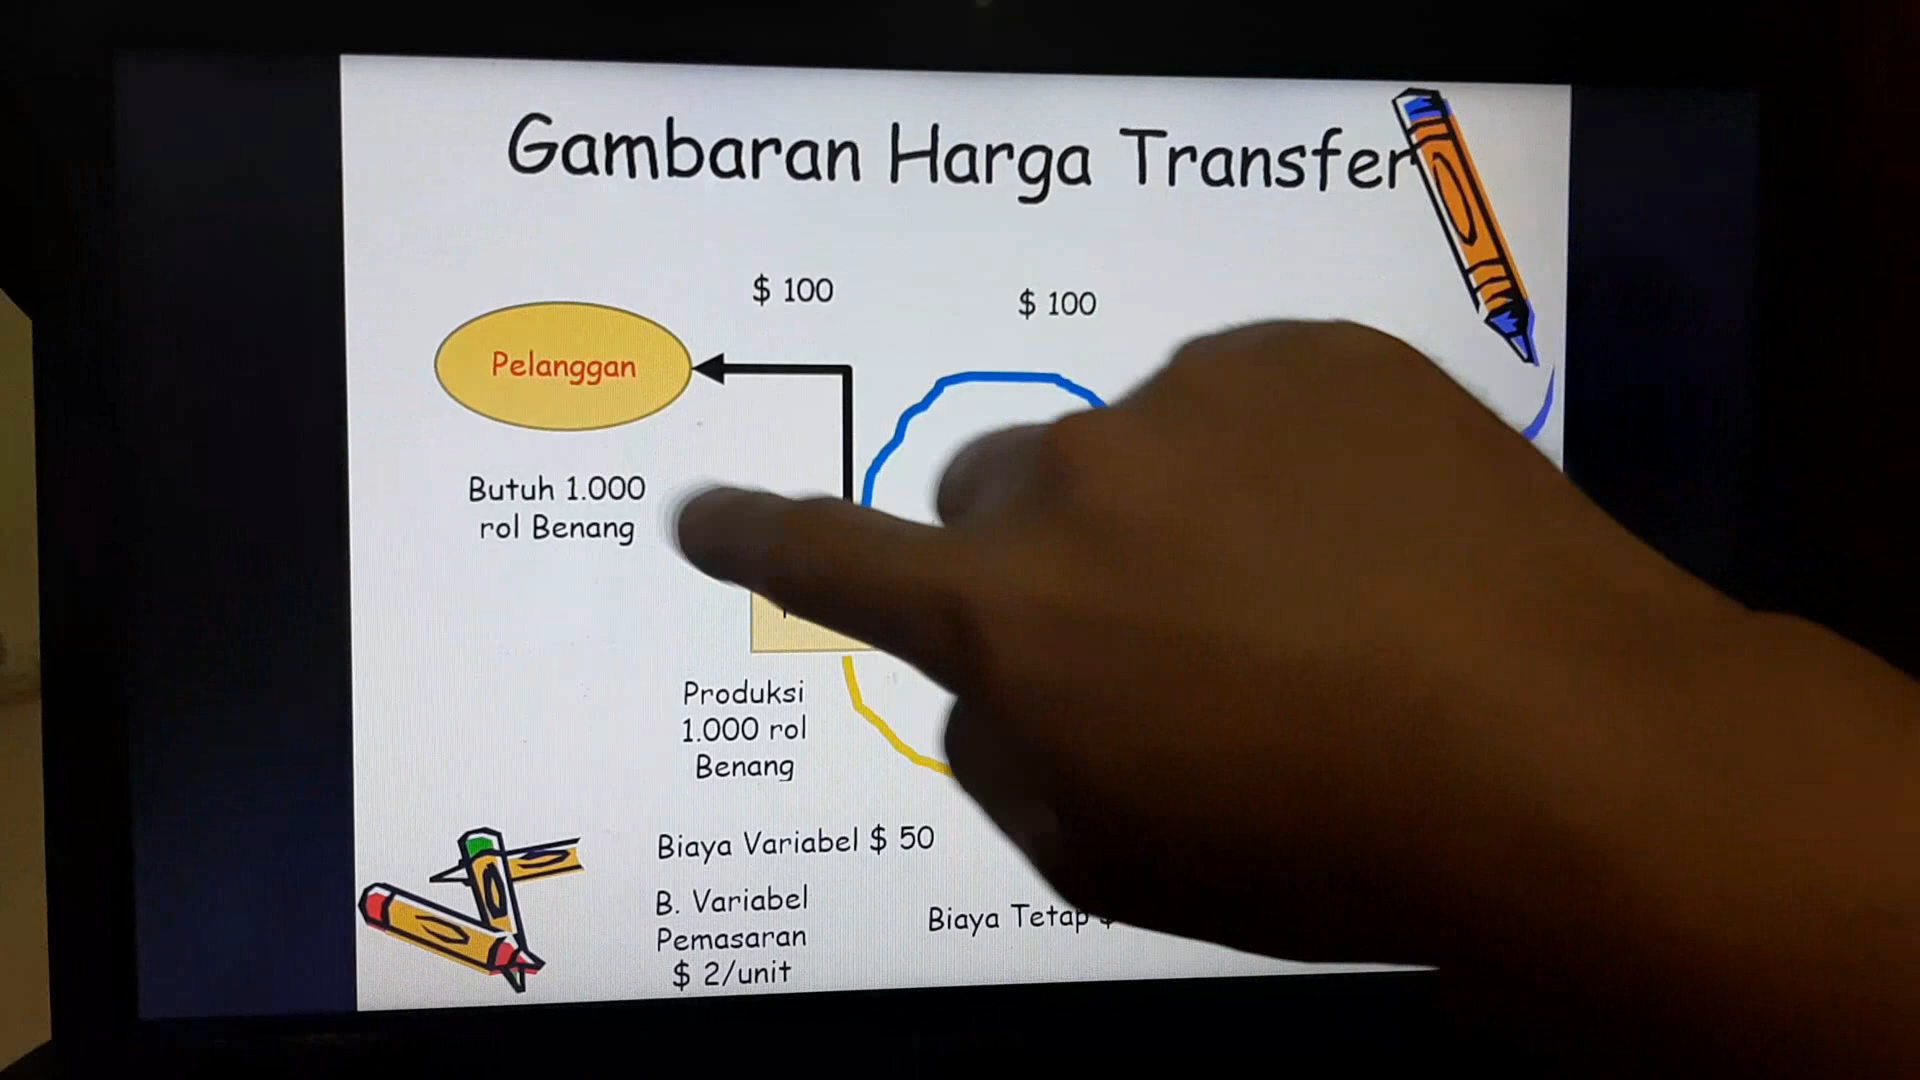 Gambaran Harga Transfer
$ 100
$ 100
Pelanggan
Butuh 1.000
rol Benang
Produksi
1.000 rol
Benang
Biaya Variabel $ 50
B. Variabel
Pemasaran
$ 2/unit
Biaya Tetap $